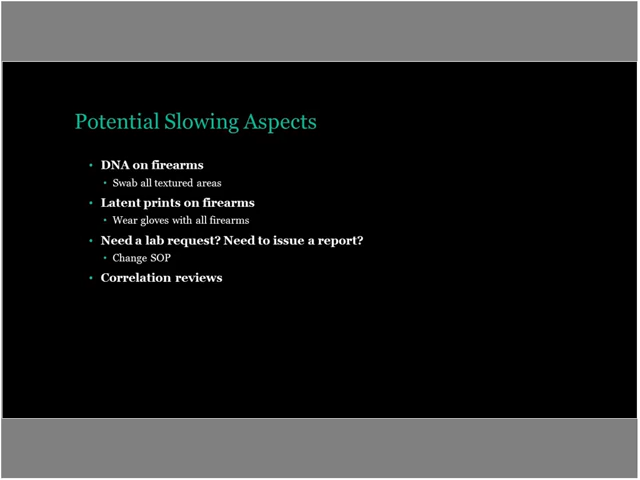 Potential Slowing Aspects
• DNA on firearms
• Swab all textured areas
• Latent prints on firearms
• Wear gloves with all firearms
• Need a lab request? Need to issue a report?
• Change SOP
• Correlation reviews